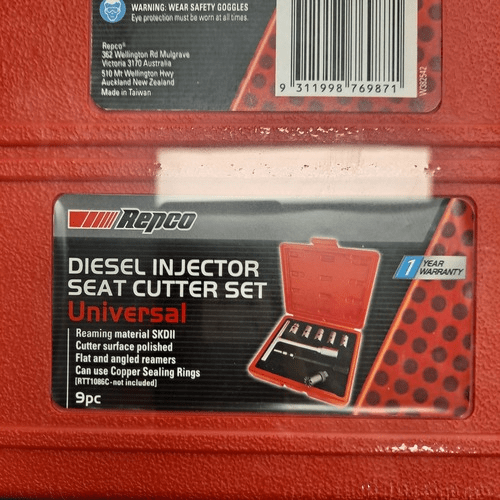 WARNING: WEAR SAFETY GOGGLES
Eye protection must be worn at all times.
Repco®
362 Wellington Rd Mulgrave
Victoria 3170 Australia
510 Mt Wellington Hwy
Auckland New Zealand
Made in Taiwan
9 311998 769871
W382542
Repco
DIESEL INJECTOR
SEAT CUTTER SET
Universal
Reaming material SKDII
Cutter surface polished
Flat and angled reamers
Can use Copper Sealing Rings
[RTT1086C-not included]
9pc
1 YEAR
WARRANTY